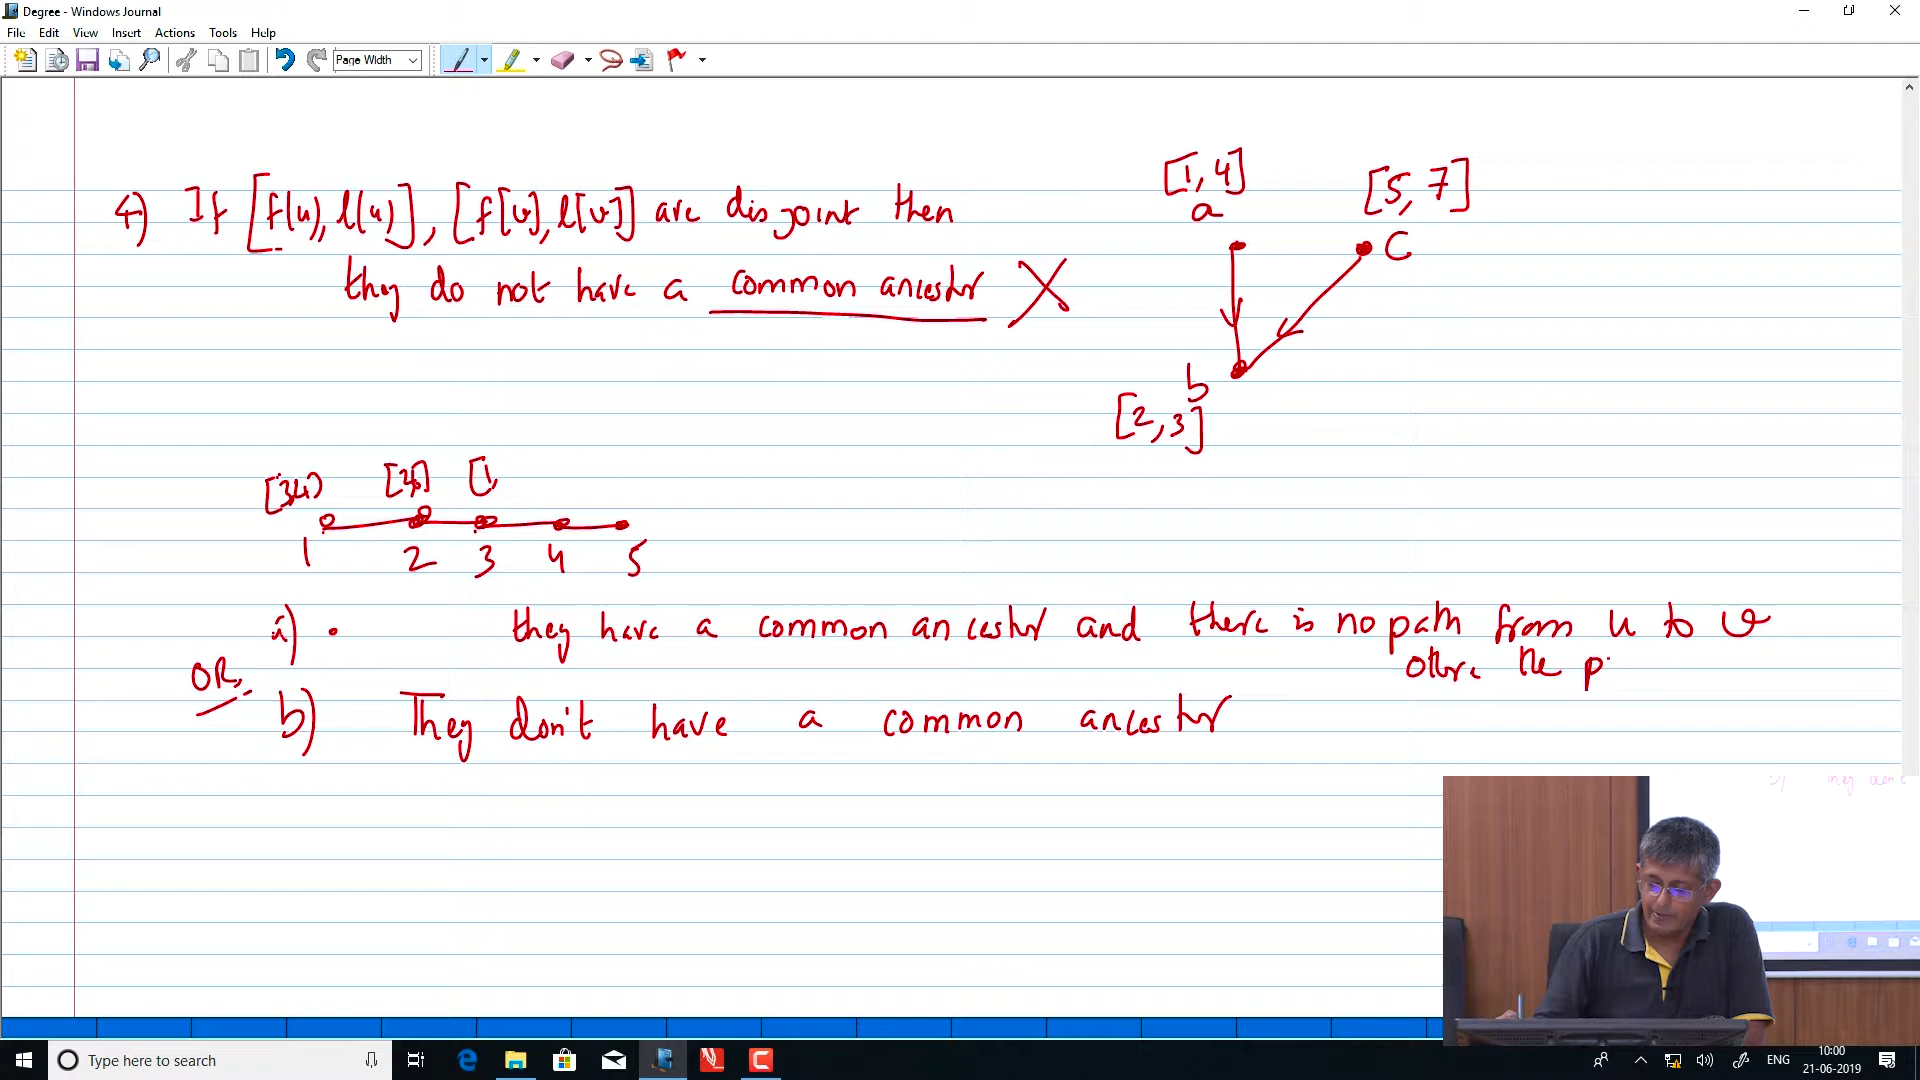 Degree - Windows Journal
File Edit View Insert Actions Tools Help
Page Width
4) If [f(u), l(u)], [f[v], l[v]] are disjoint then
they do not have a common ancestor X
[1, 4]
a
[5, 7]
C
b
[2, 3]
[3,4) [1,
1 2 3 4 5
a) • they have a common ancestor and there is no path from u to v
the p
OR,
b) They don't have a common ancestor
Type here to search
ENG
10:00
21-06-2019